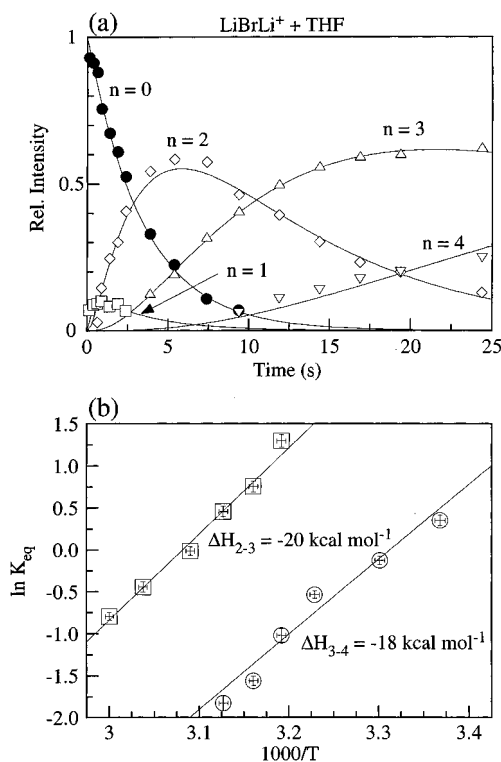 (a) LiBrLi⁺ + THF
1
n = 0
n = 2
n = 3
n = 4
n = 1
Rel. Intensity
0.5
0
0 5 10 15 20 25
Time (s)
(b)
1.5
1.0
0.5
0.0
-0.5
-1.0
-1.5
-2.0
ln K_eq
ΔH₂₋₃ = -20 kcal mol⁻¹
ΔH₃₋₄ = -18 kcal mol⁻¹
3 3.1 3.2 3.3 3.4
1000/T